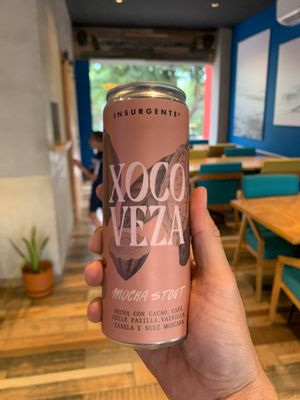 INSURGENTE
XOCO
VEZA
MOCHA STOUT
HECHA CON CACAO, CAFÉ,
CHILE PASILLA, VAINILLA,
CANELA Y NUEZ MOSCADA